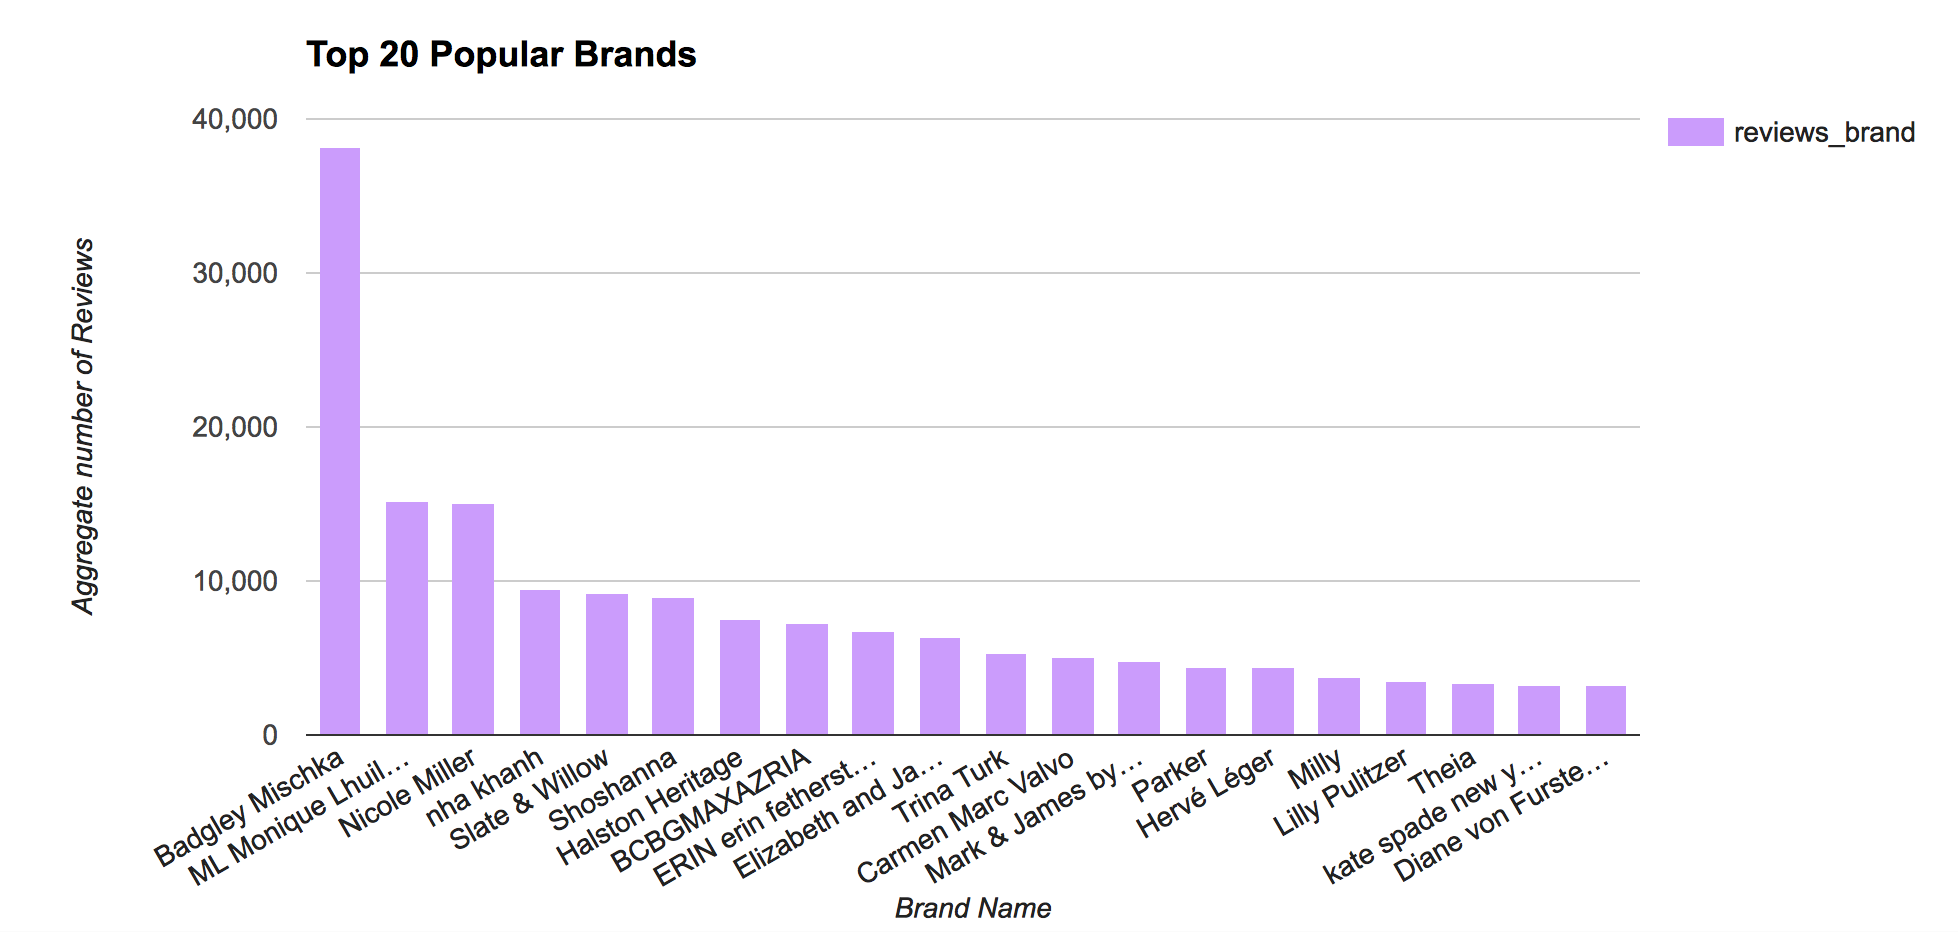 Top 20 Popular Brands
reviews_brand
Aggregate number of Reviews
40,000
30,000
20,000
10,000
0
Badgley Mischka
ML Monique Lhuil…
Nicole Miller
nha khanh
Slate & Willow
Shoshanna
Halston Heritage
BCBGMAXAZRIA
ERIN erin fetherst…
Elizabeth and Ja…
Trina Turk
Carmen Marc Valvo
Mark & James by…
Parker
Hervé Léger
Milly
Lilly Pulitzer
Theia
kate spade new y…
Diane von Furste…
Brand Name